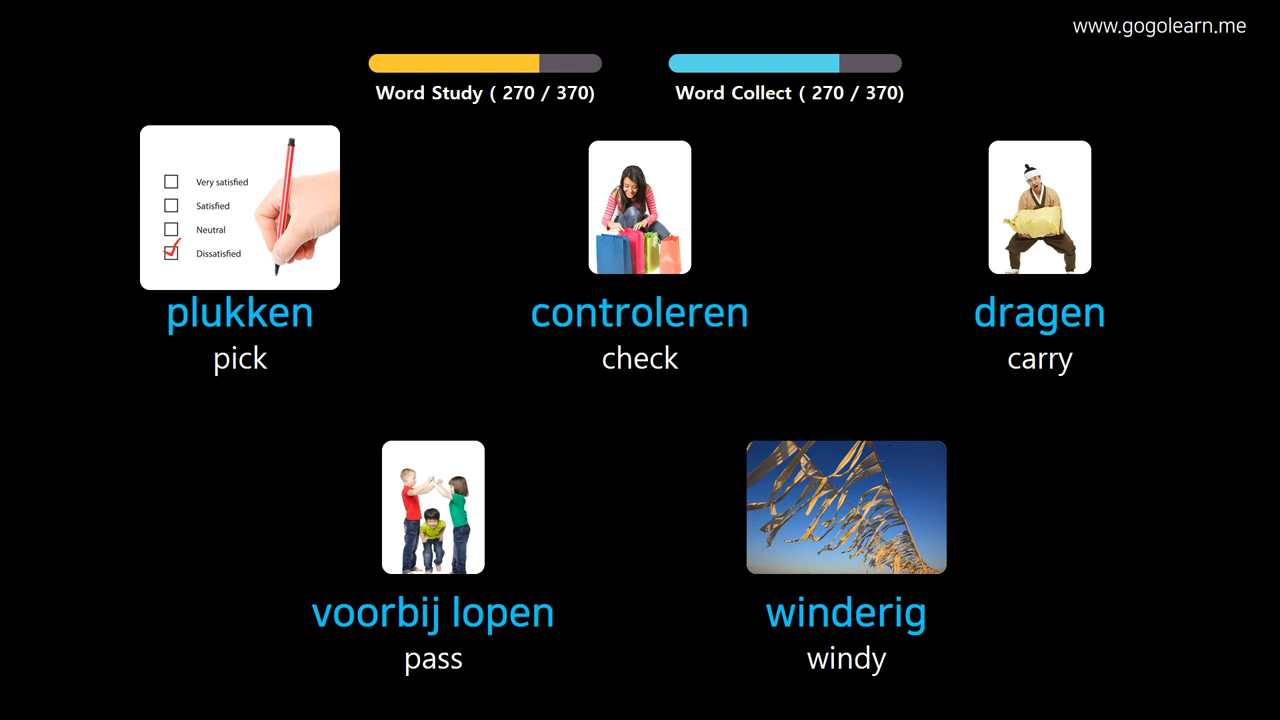 www.gogolearn.me
Word Study ( 270 / 370)
Word Collect ( 270 / 370)
Very satisfied
Satisfied
Neutral
Dissatisfied
plukken
pick
controleren
check
dragen
carry
voorbij lopen
pass
winderig
windy